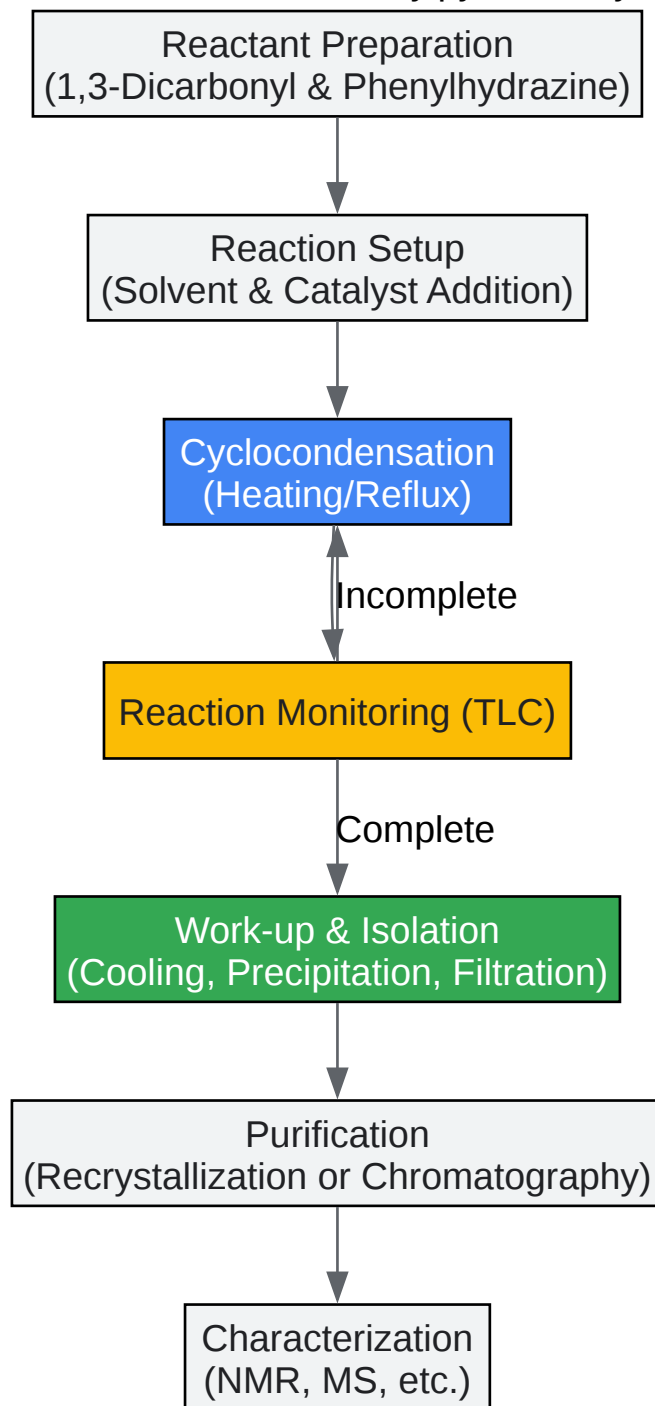 Reactant Preparation
(1,3-Dicarbonyl & Phenylhydrazine)
Reaction Setup
(Solvent & Catalyst Addition)
Cyclocondensation
(Heating/Reflux)
Incomplete
Reaction Monitoring (TLC)
Complete
Work-up & Isolation
(Cooling, Precipitation, Filtration)
Purification
(Recrystallization or Chromatography)
Characterization
(NMR, MS, etc.)